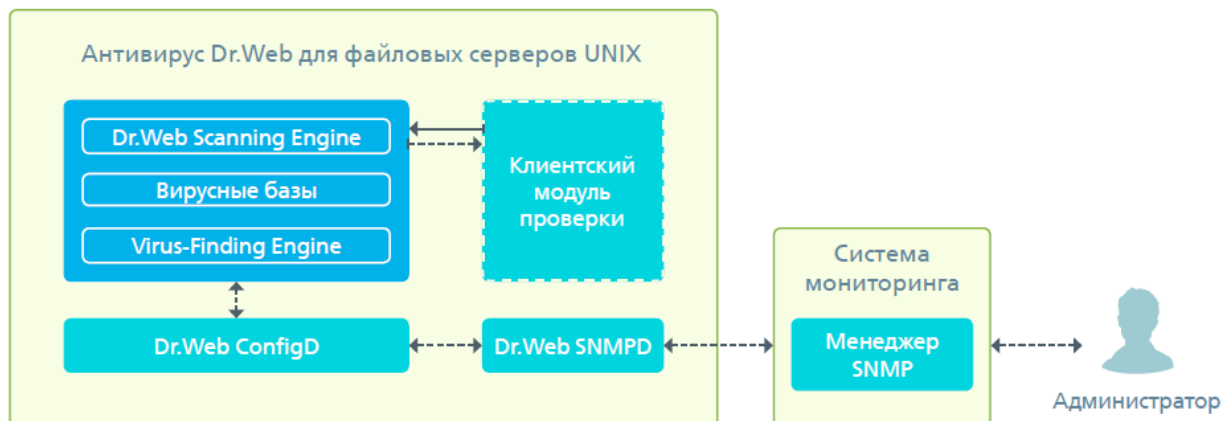 Антивирус Dr.Web для файловых серверов UNIX
Dr.Web Scanning Engine
Вирусные базы
Virus-Finding Engine
Клиентский
модуль
проверки
Dr.Web ConfigD
Dr.Web SNMPD
Система
мониторинга
Менеджер
SNMP
Администратор